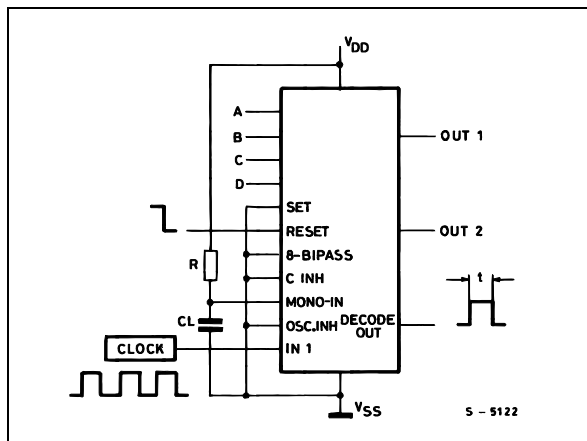 VDD
A
B
OUT 1
C
D
SET
RESET
OUT 2
8-BIPASS
R
C INH
t
MONO-IN
CL
OSC.INH
DECODE OUT
CLOCK
IN 1
VSS
S - 5122